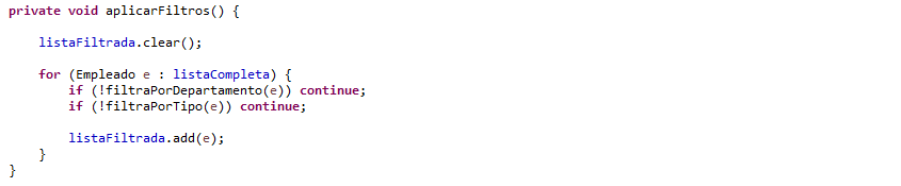 private void aplicarFiltros() {
listaFiltrada.clear();
for (Empleado e : listaCompleta) {
if (!filtraPorDepartamento(e)) continue;
if (!filtraPorTipo(e)) continue;
listaFiltrada.add(e);
}
}